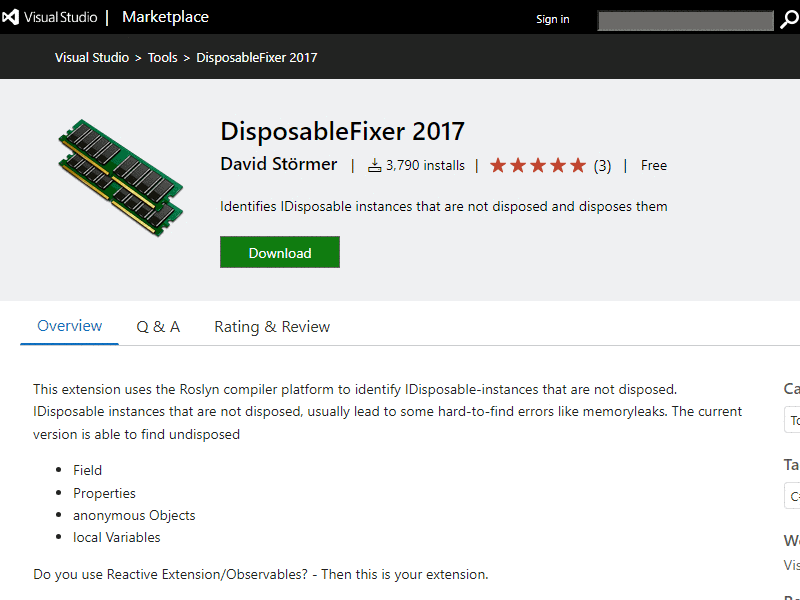 Visual Studio | Marketplace
Sign in
Visual Studio > Tools > DisposableFixer 2017
DisposableFixer 2017
David Störmer | 3,790 installs | (3) | Free
Identifies IDisposable instances that are not disposed and disposes them
Download
Overview
Q & A
Rating & Review
This extension uses the Roslyn compiler platform to identify IDisposable-instances that are not disposed.
IDisposable instances that are not disposed, usually lead to some hard-to-find errors like memoryleaks. The current
version is able to find undisposed
Field
Properties
anonymous Objects
local Variables
Do you use Reactive Extension/Observables? - Then this is your extension.
Ca
To
Ta
C#
Wo
Vis